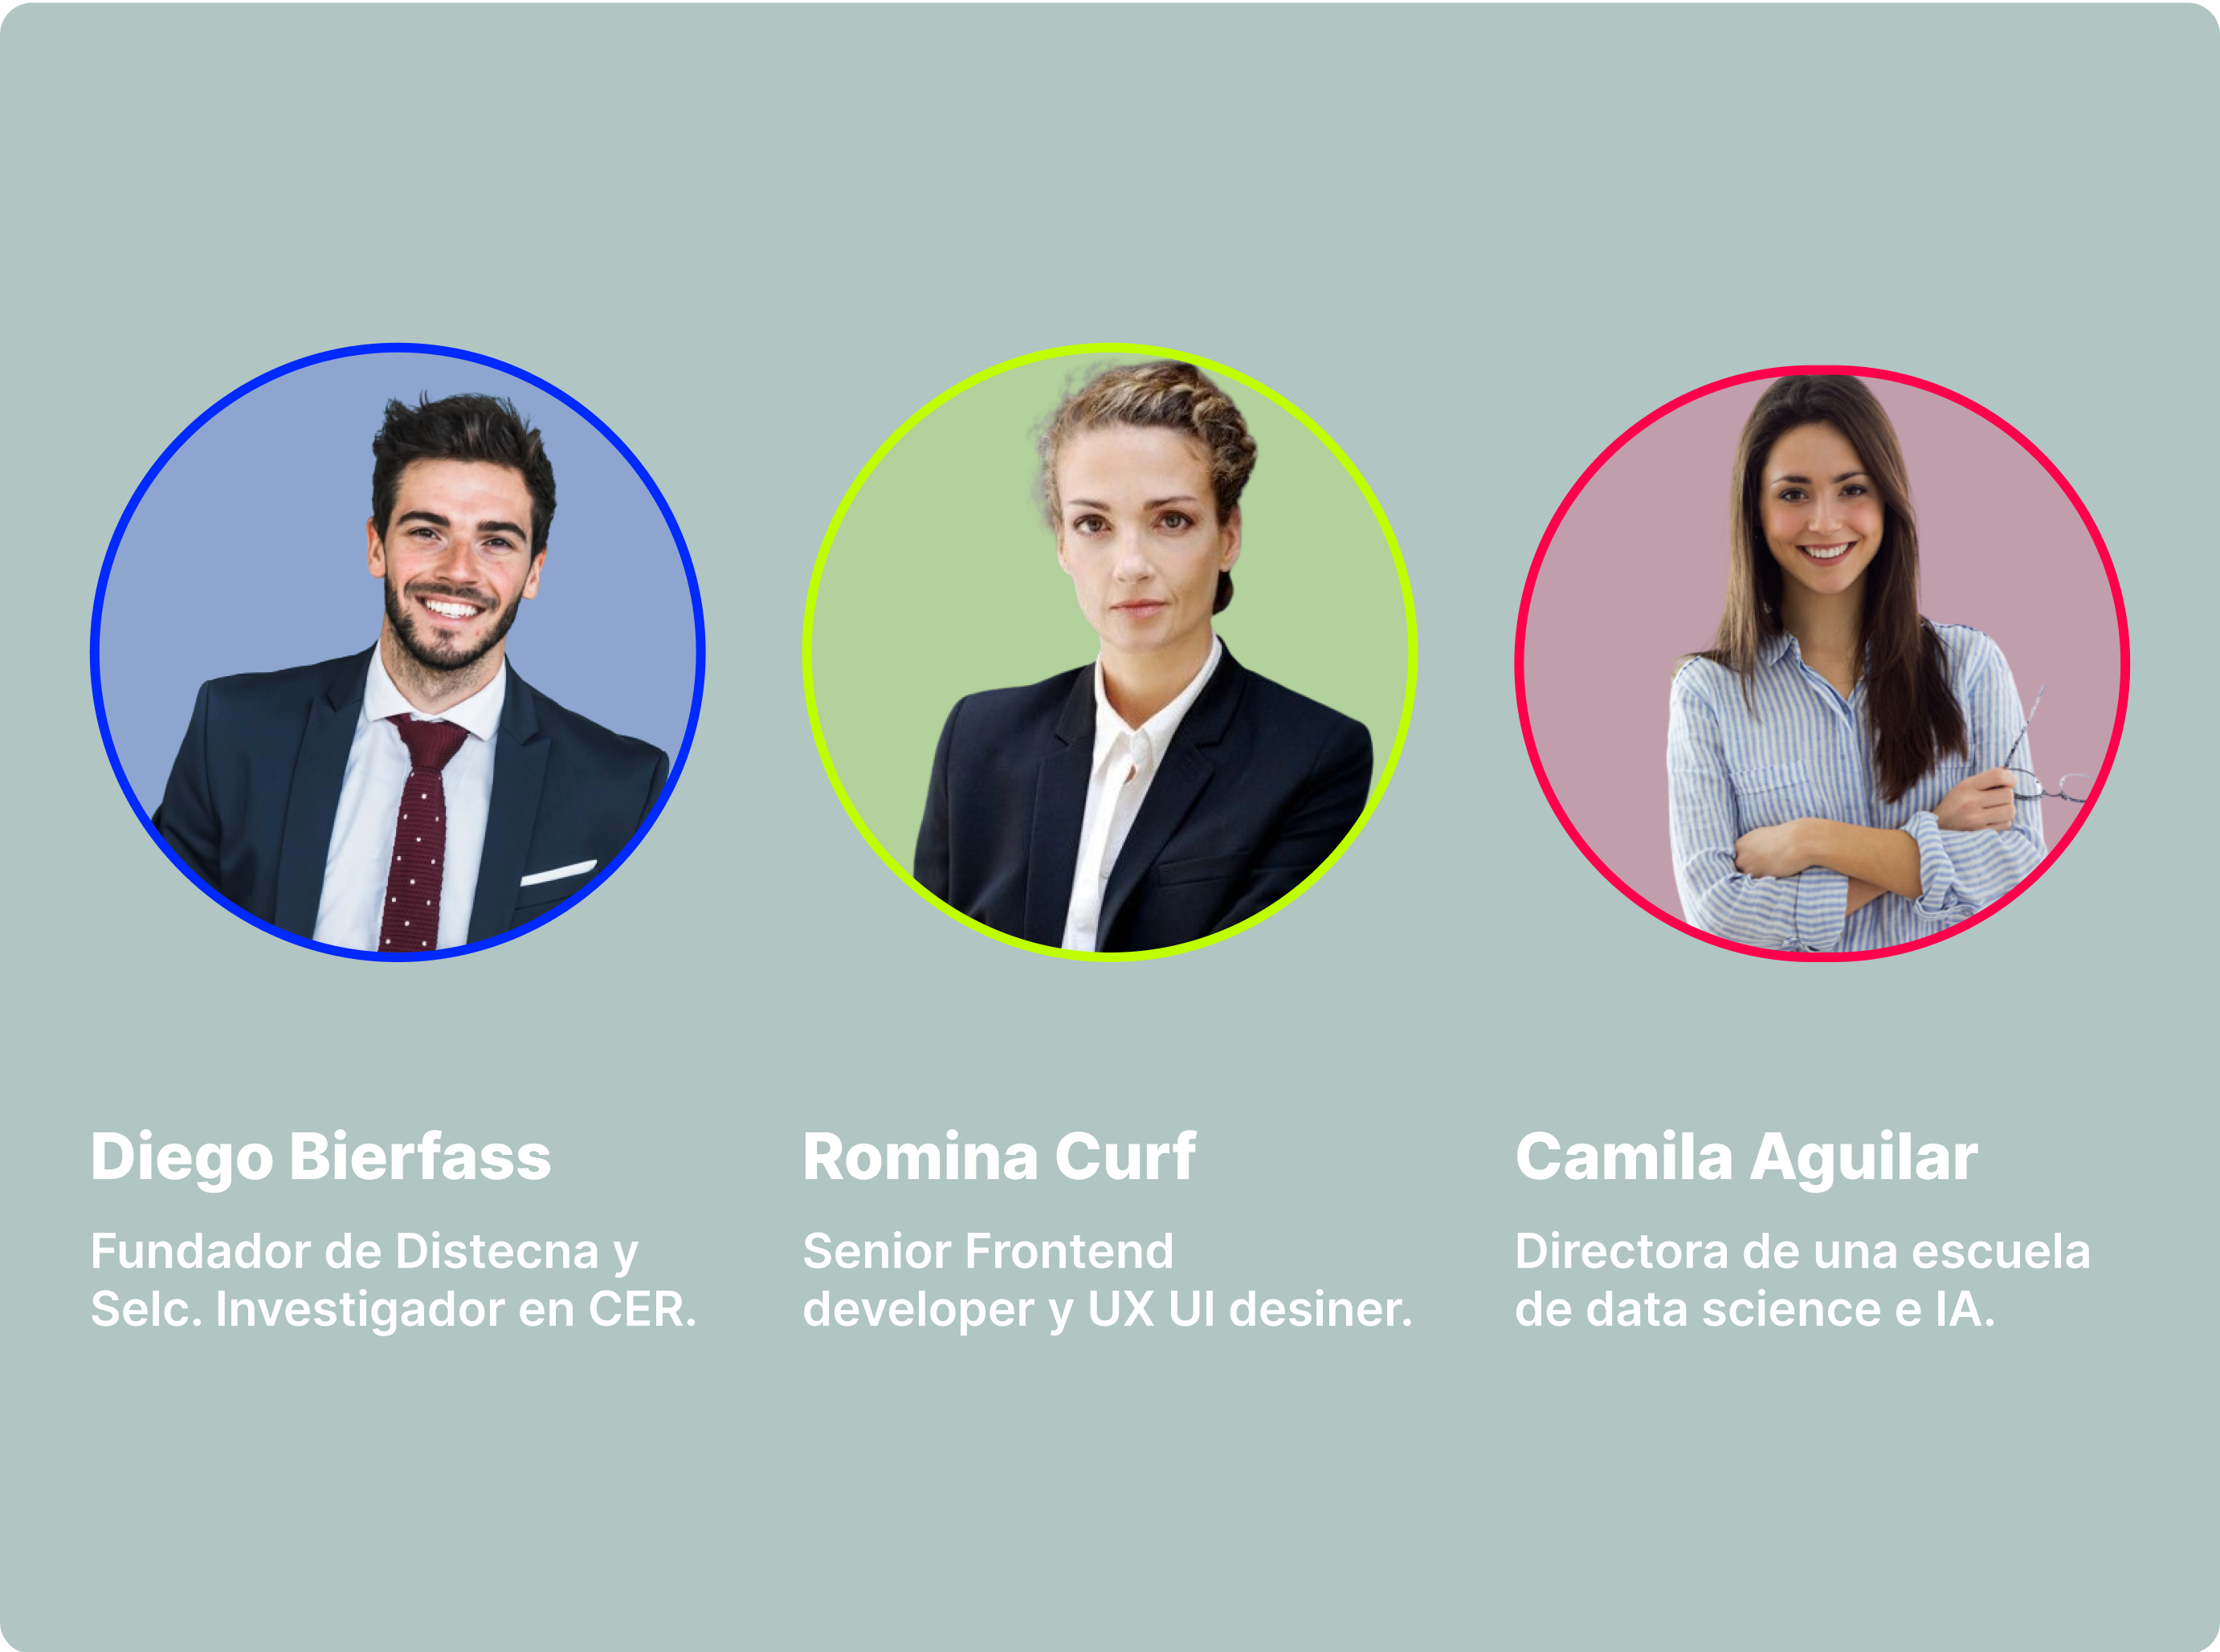 Diego Bierfass
Fundador de Distecna y
Selc. Investigador en CER.
Romina Curf
Senior Frontend
developer y UX UI desiner.
Camila Aguilar
Directora de una escuela
de data science e IA.